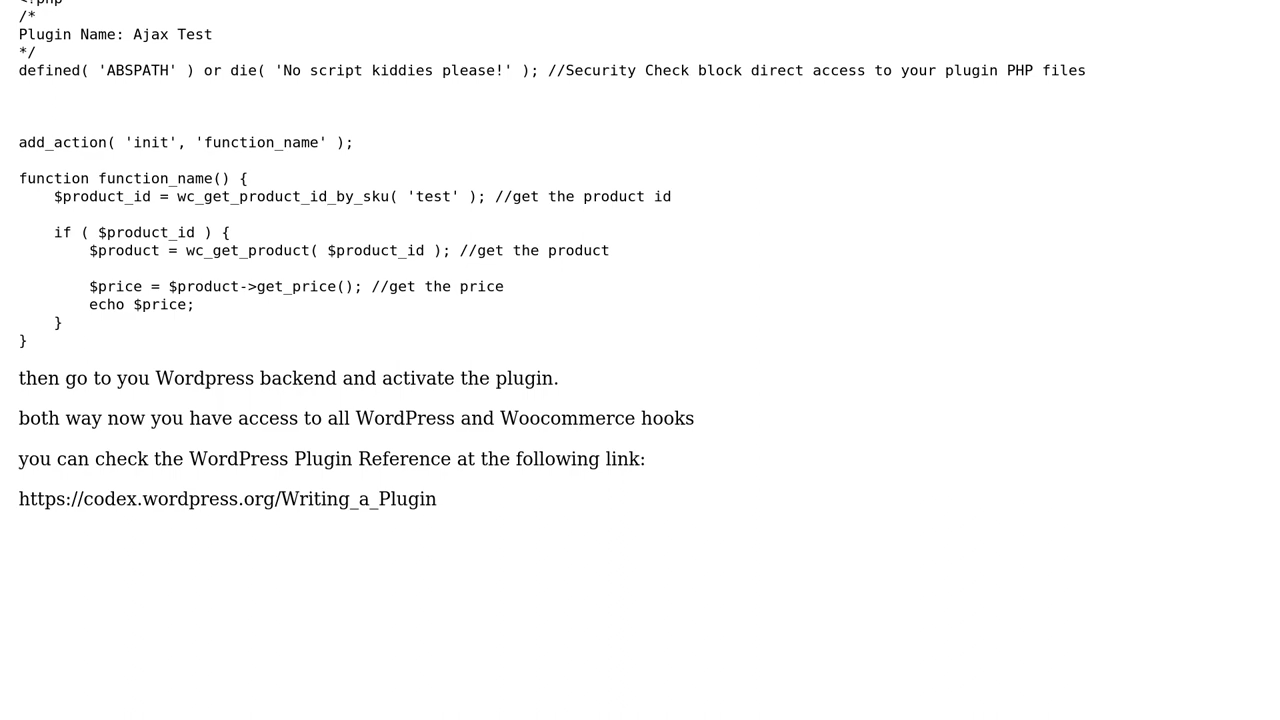 <?php
/*
Plugin Name: Ajax Test
*/
defined( 'ABSPATH' ) or die( 'No script kiddies please!' ); //Security Check block direct access to your plugin PHP files
add_action( 'init', 'function_name' );
function function_name() {
    $product_id = wc_get_product_id_by_sku( 'test' ); //get the product id
    if ( $product_id ) {
        $product = wc_get_product( $product_id ); //get the product
        $price = $product->get_price(); //get the price
        echo $price;
    }
}
then go to you Wordpress backend and activate the plugin.
both way now you have access to all WordPress and Woocommerce hooks
you can check the WordPress Plugin Reference at the following link:
https://codex.wordpress.org/Writing_a_Plugin